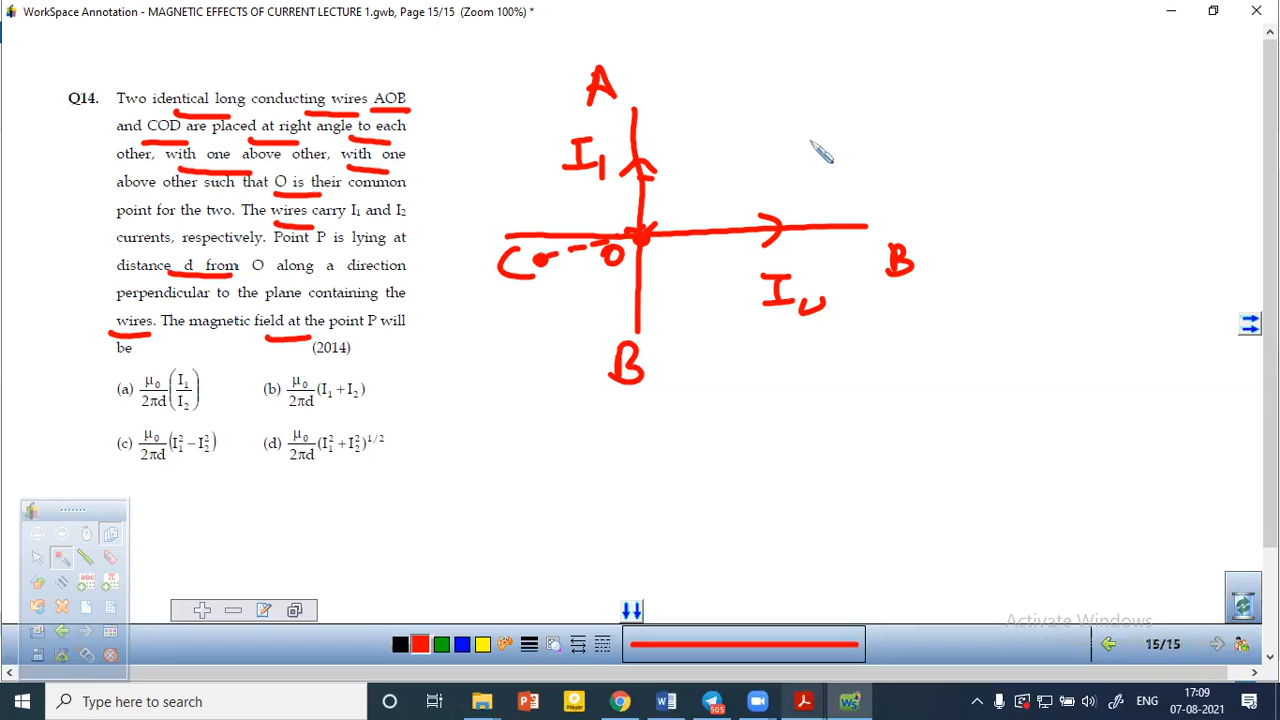 WorkSpace Annotation - MAGNETIC EFFECTS OF CURRENT LECTURE 1.gwb, Page 15/15 (Zoom 100%) *
Q14. Two identical long conducting wires AOB
and COD are placed at right angle to each
other, with one above other, with one
above other such that O is their common
point for the two. The wires carry I₁ and I₂
currents, respectively. Point P is lying at
distance d from O along a direction
perpendicular to the plane containing the
wires. The magnetic field at the point P will
be (2014)
(a) μ₀/2πd (I₁/I₂) (b) μ₀/2πd (I₁ + I₂)
(c) μ₀/2πd (I₁² − I₂²) (d) μ₀/2πd (I₁² + I₂²)^1/2
A
I₁
C O B
I₂
B
Activate Windows
15/15
Type here to search
ENG
17:09
07-08-2021